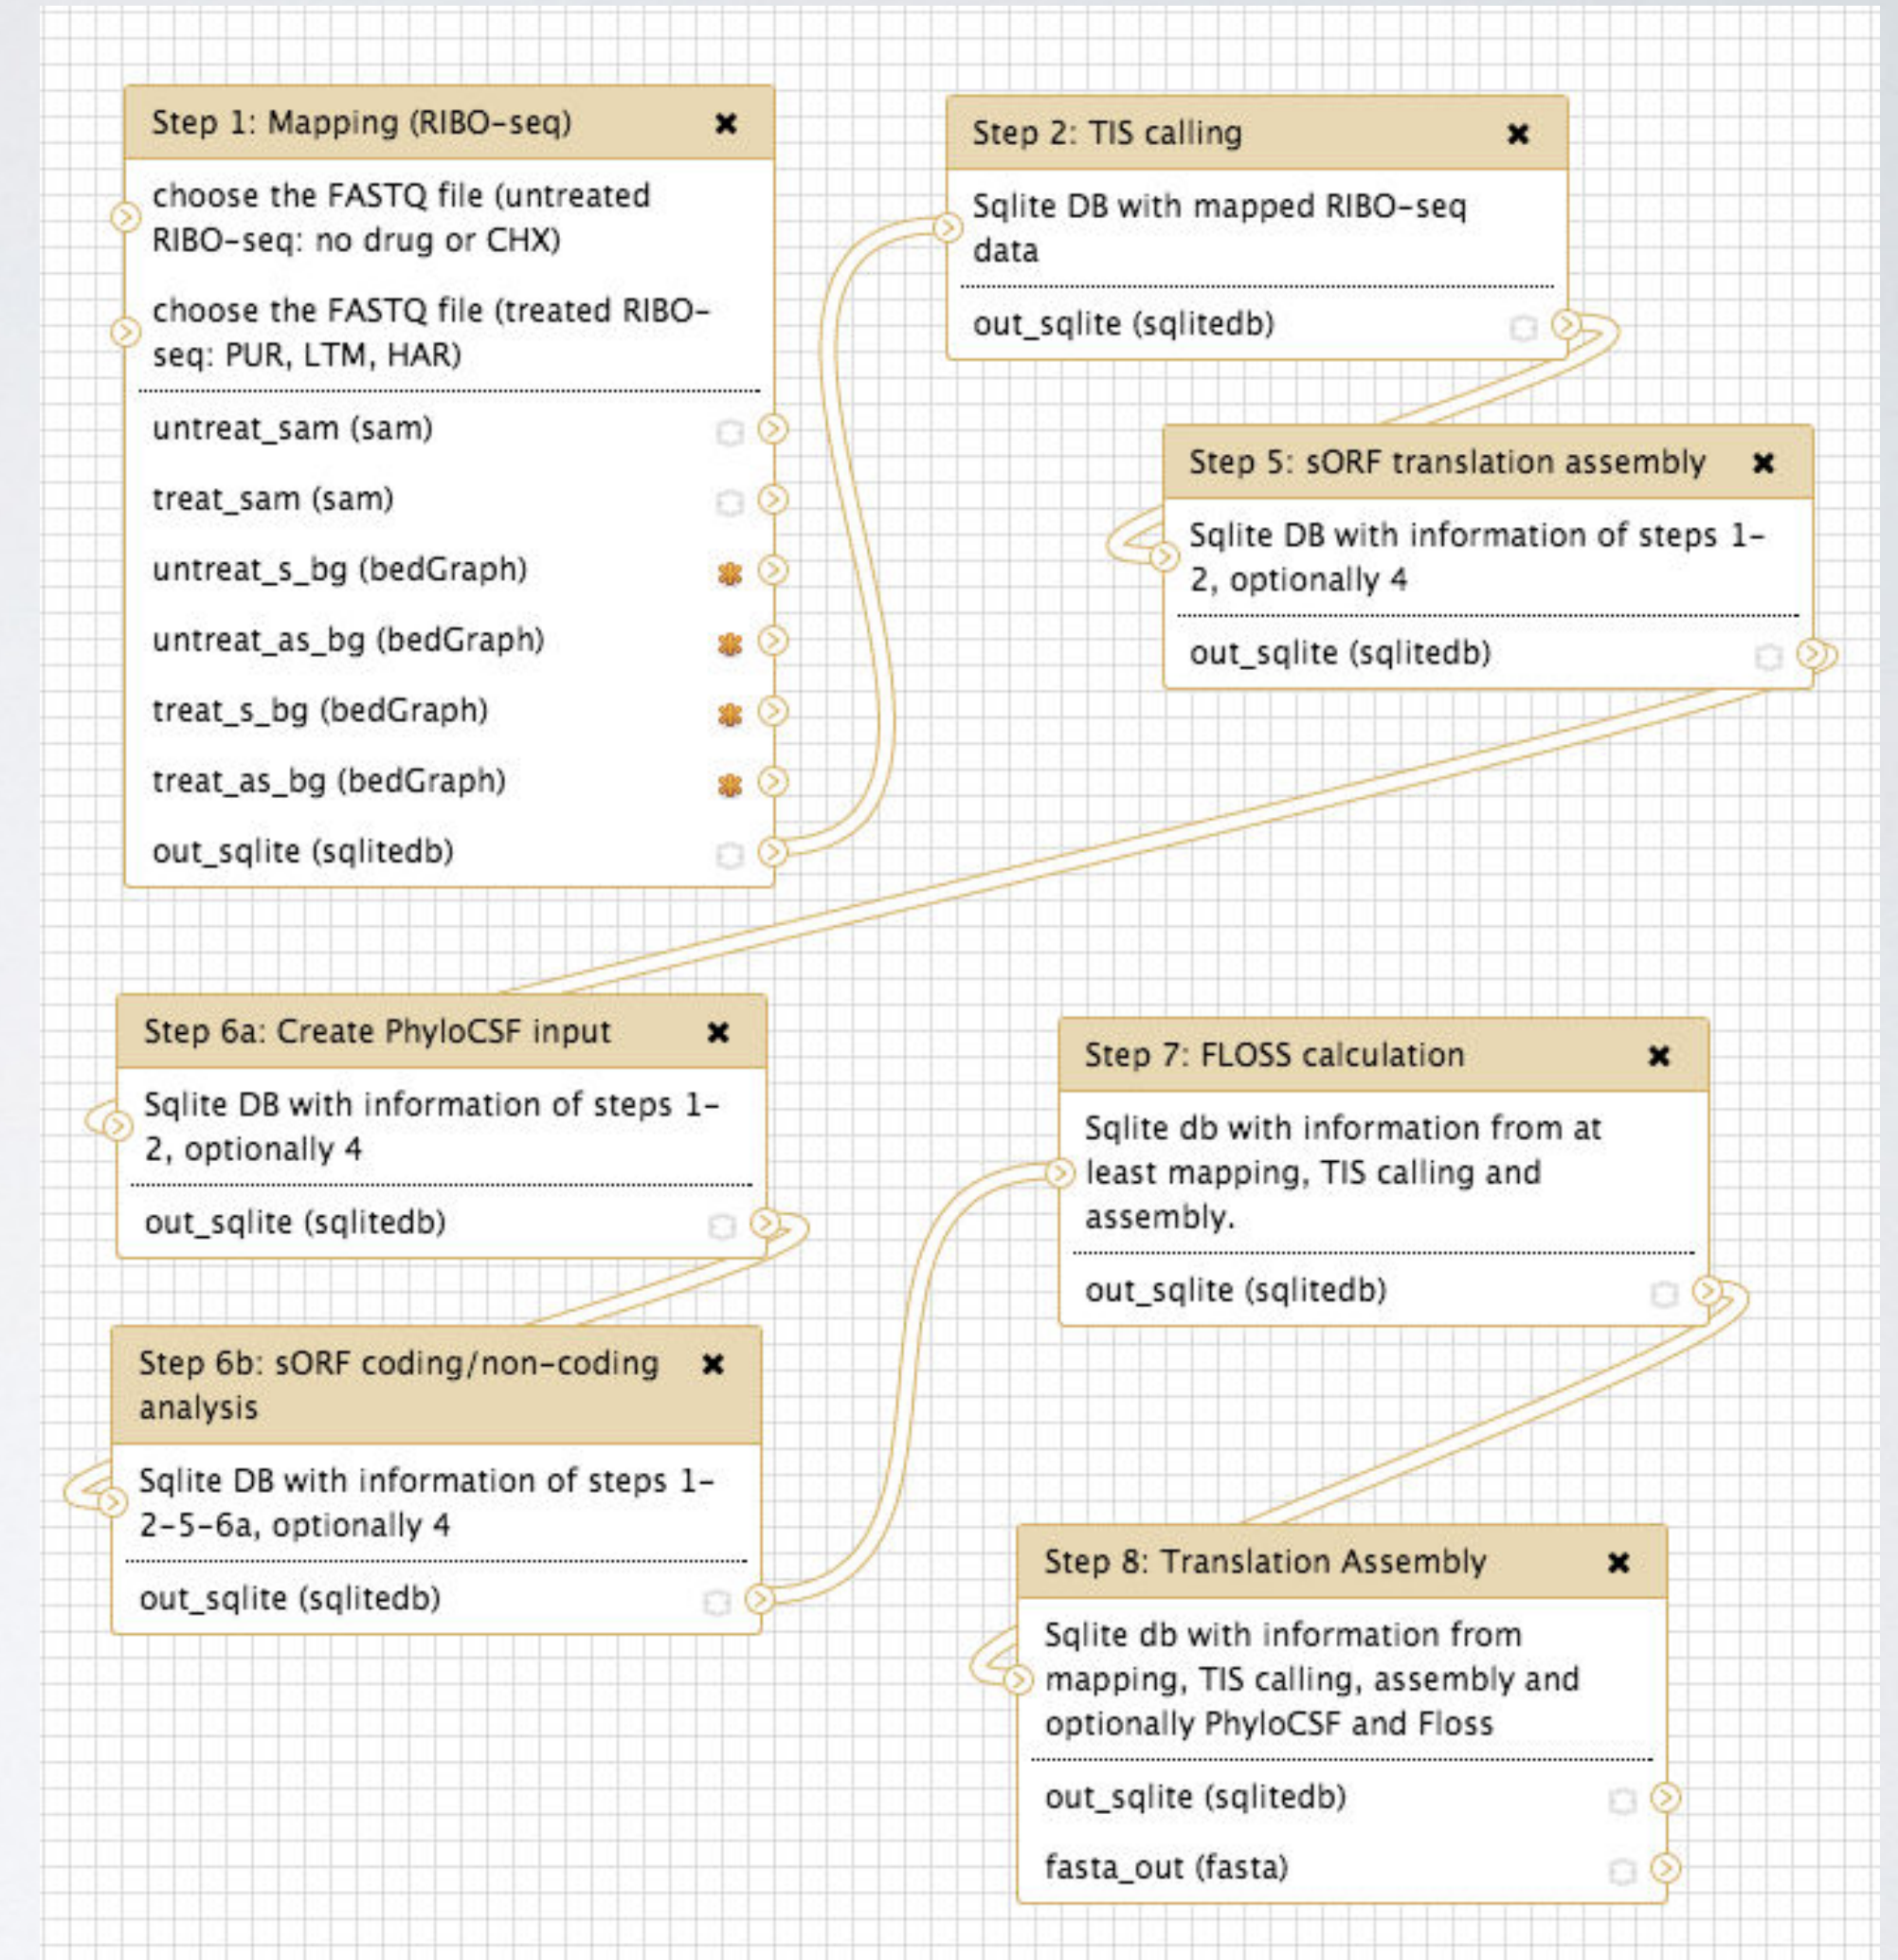 Step 1: Mapping (RIBO-seq)
choose the FASTQ file (untreated
RIBO-seq: no drug or CHX)
choose the FASTQ file (treated RIBO-
seq: PUR, LTM, HAR)
untreat_sam (sam)
treat_sam (sam)
untreat_s_bg (bedGraph)
untreat_as_bg (bedGraph)
treat_s_bg (bedGraph)
treat_as_bg (bedGraph)
out_sqlite (sqlitedb)
Step 2: TIS calling
Sqlite DB with mapped RIBO-seq
data
out_sqlite (sqlitedb)
Step 5: sORF translation assembly
Sqlite DB with information of steps 1-
2, optionally 4
out_sqlite (sqlitedb)
Step 6a: Create PhyloCSF input
Sqlite DB with information of steps 1-
2, optionally 4
out_sqlite (sqlitedb)
Step 6b: sORF coding/non-coding
analysis
Sqlite DB with information of steps 1-
2-5-6a, optionally 4
out_sqlite (sqlitedb)
Step 7: FLOSS calculation
Sqlite db with information from at
least mapping, TIS calling and
assembly.
out_sqlite (sqlitedb)
Step 8: Translation Assembly
Sqlite db with information from
mapping, TIS calling, assembly and
optionally PhyloCSF and Floss
out_sqlite (sqlitedb)
fasta_out (fasta)